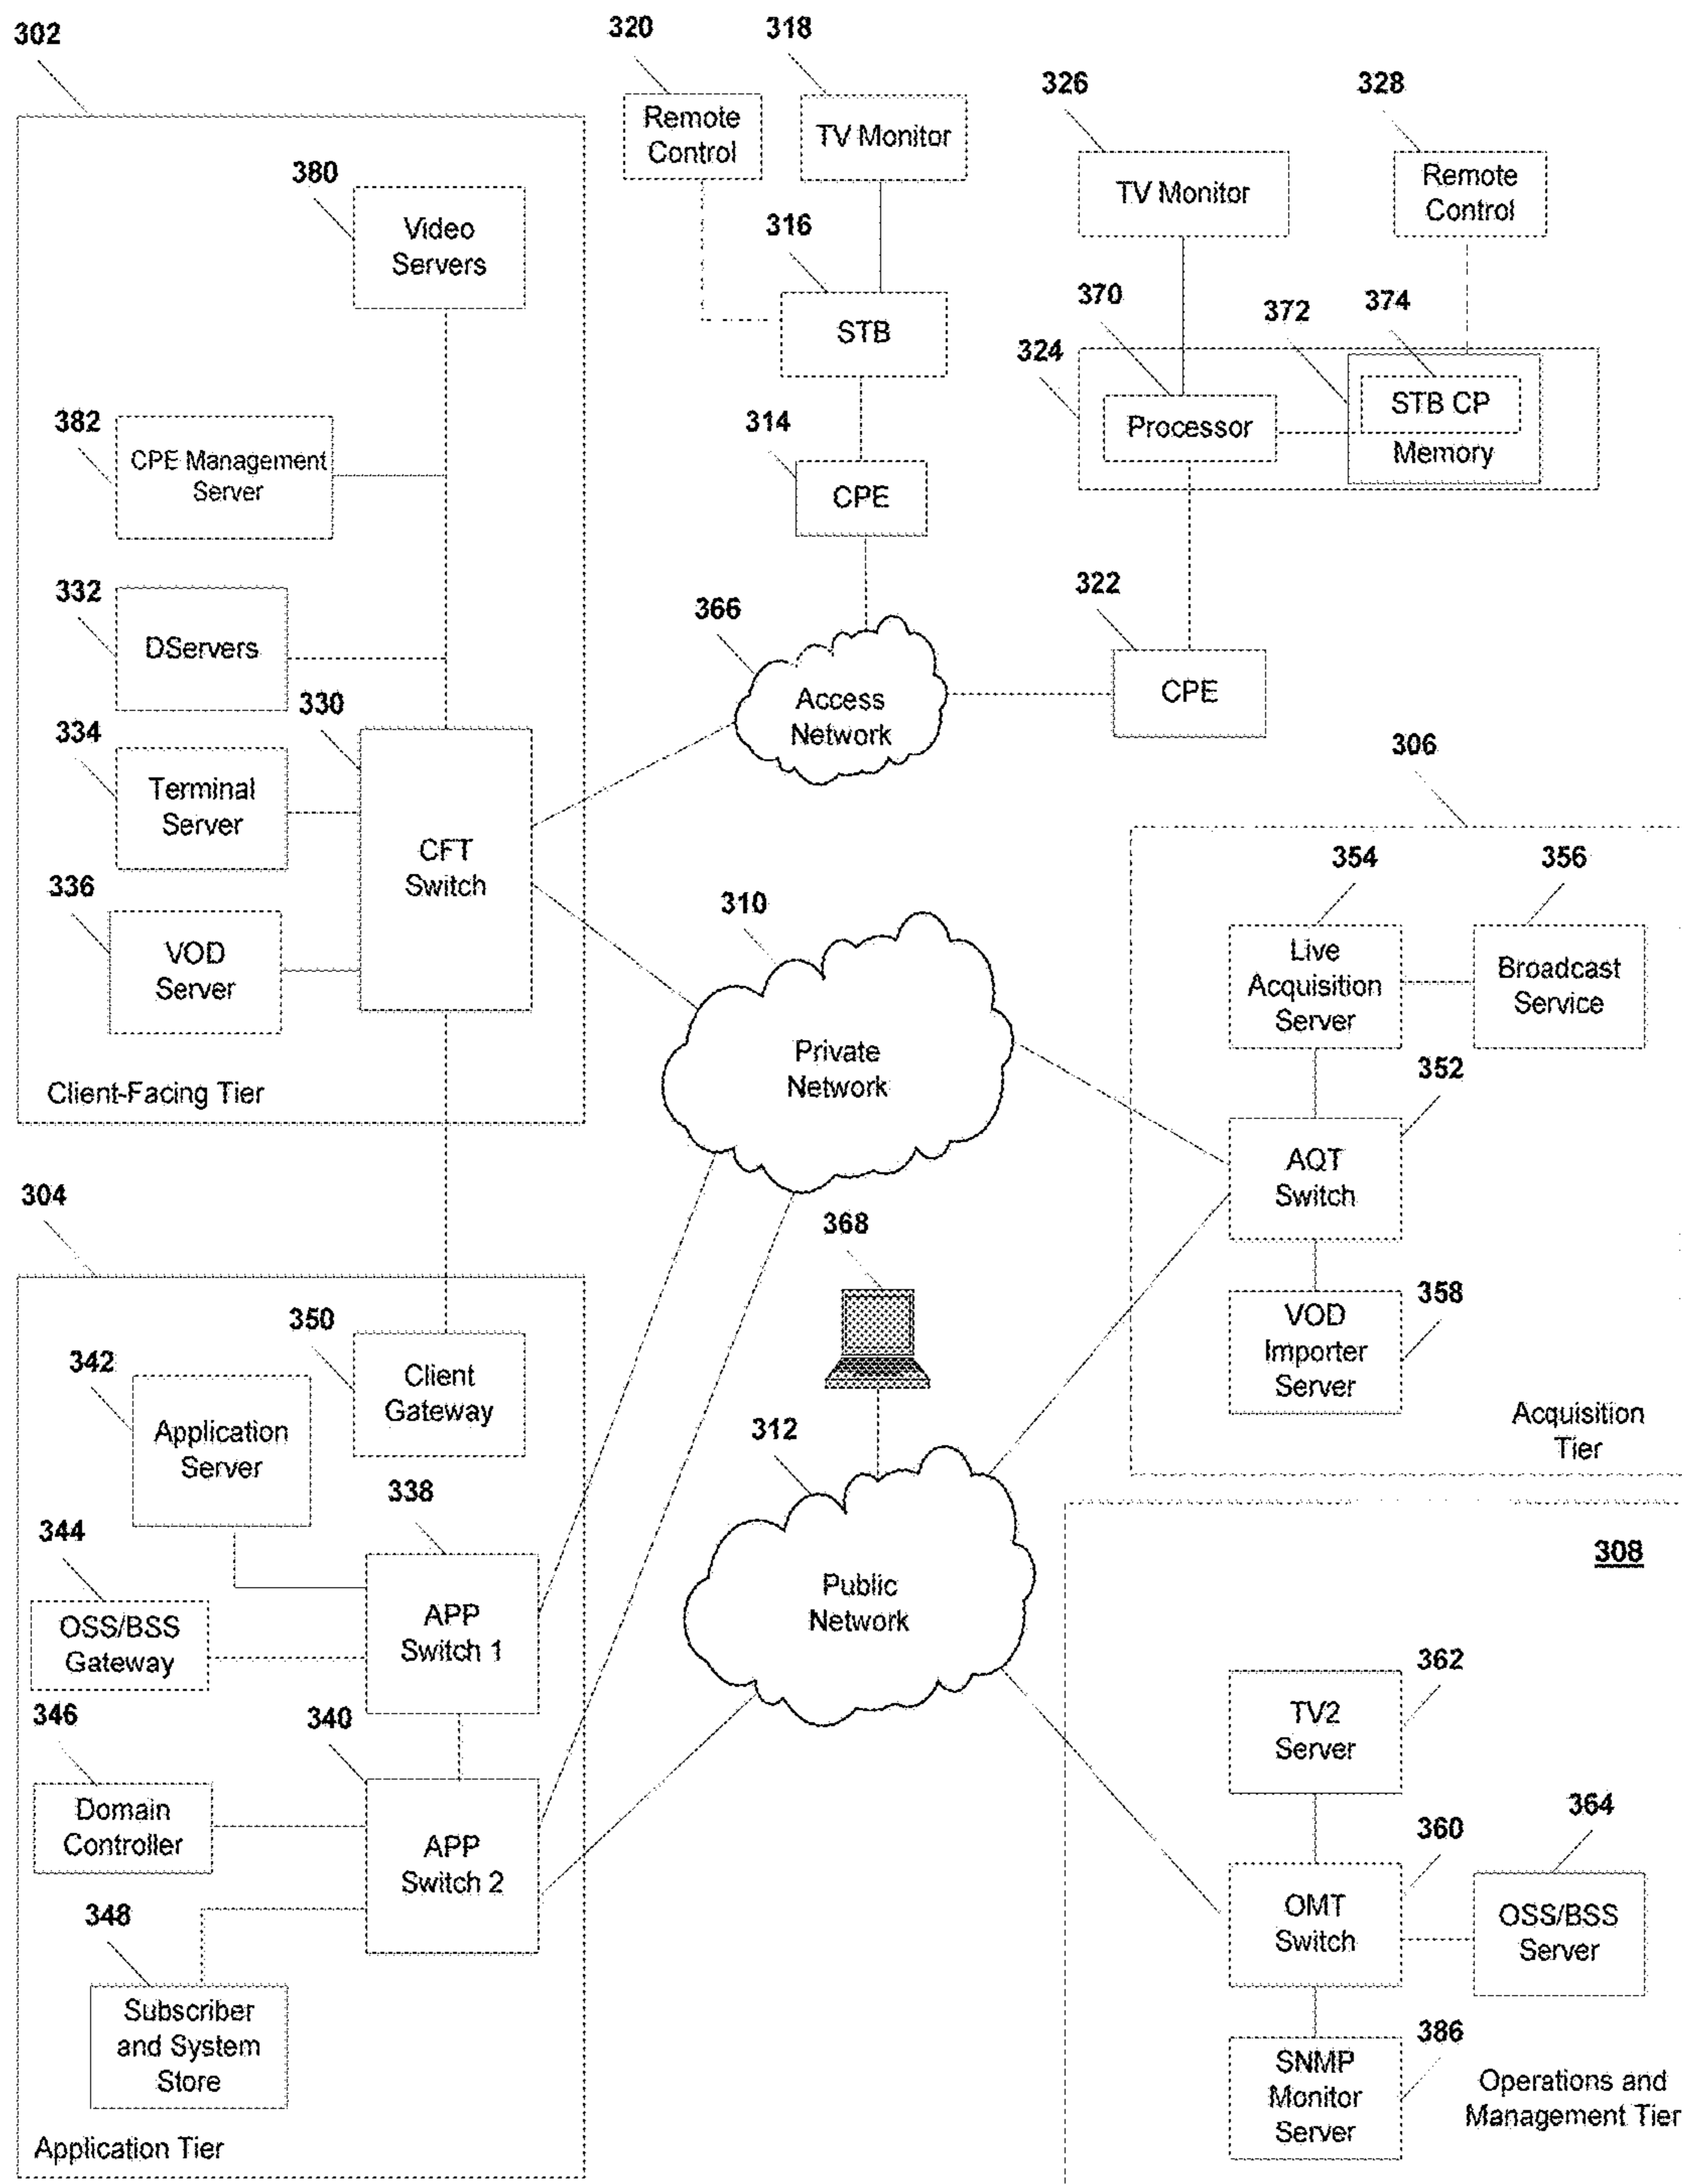 302
320
318
326
328
Remote
Control
TV Monitor
TV Monitor
Remote
Control
380
Video
Servers
316
STB
370
372
374
324
Processor
STB CP
Memory
382
CPE Management
Server
314
CPE
332
DServers
366
Access
Network
322
CPE
330
334
Terminal
Server
CFT
Switch
336
VOD
Server
Client-Facing Tier
306
354
356
Live
Acquisition
Server
Broadcast
Service
310
Private
Network
352
AQT
Switch
358
VOD
Importer
Server
Acquisition
Tier
304
368
350
Client
Gateway
342
Application
Server
312
Public
Network
338
344
OSS/BSS
Gateway
APP
Switch 1
308
362
TV2
Server
346
340
Domain
Controller
APP
Switch 2
364
360
OMT
Switch
OSS/BSS
Server
348
Subscriber
and System
Store
386
SNMP
Monitor
Server
Operations and
Management Tier
Application Tier